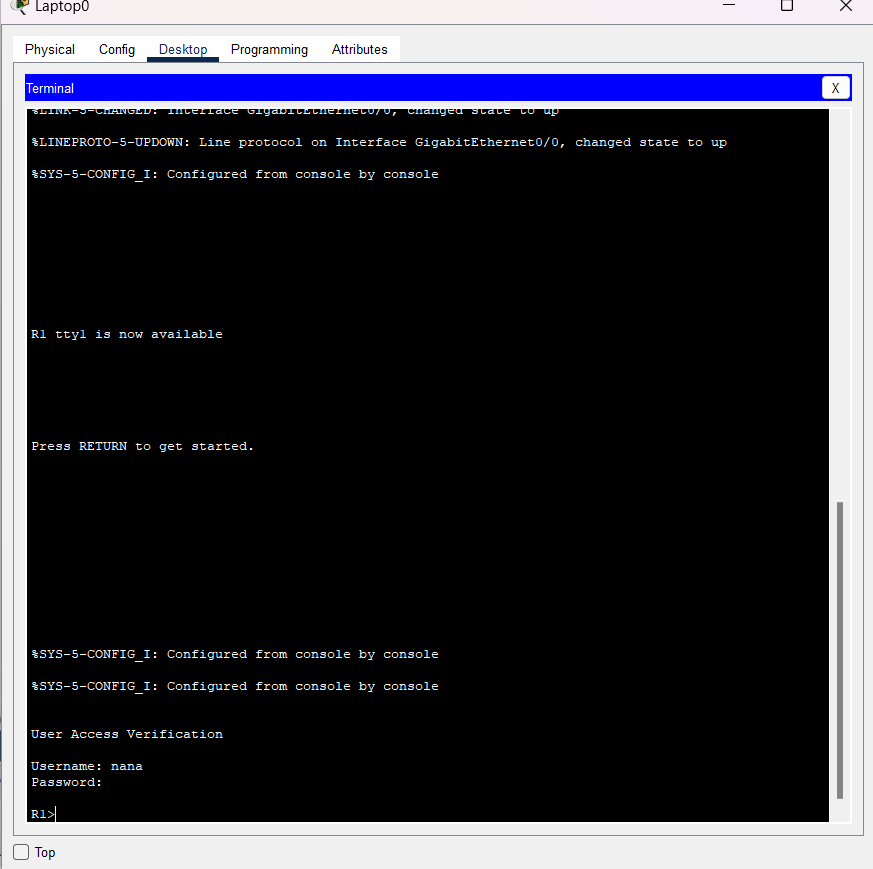 Laptop0
Physical Config Desktop Programming Attributes
Terminal X
%LINK-5-CHANGED: Interface GigabitEthernet0/0, changed state to up
%LINEPROTO-5-UPDOWN: Line protocol on Interface GigabitEthernet0/0, changed state to up
%SYS-5-CONFIG_I: Configured from console by console
R1 tty1 is now available
Press RETURN to get started.
%SYS-5-CONFIG_I: Configured from console by console
%SYS-5-CONFIG_I: Configured from console by console
User Access Verification
Username: nana
Password:
R1>
Top